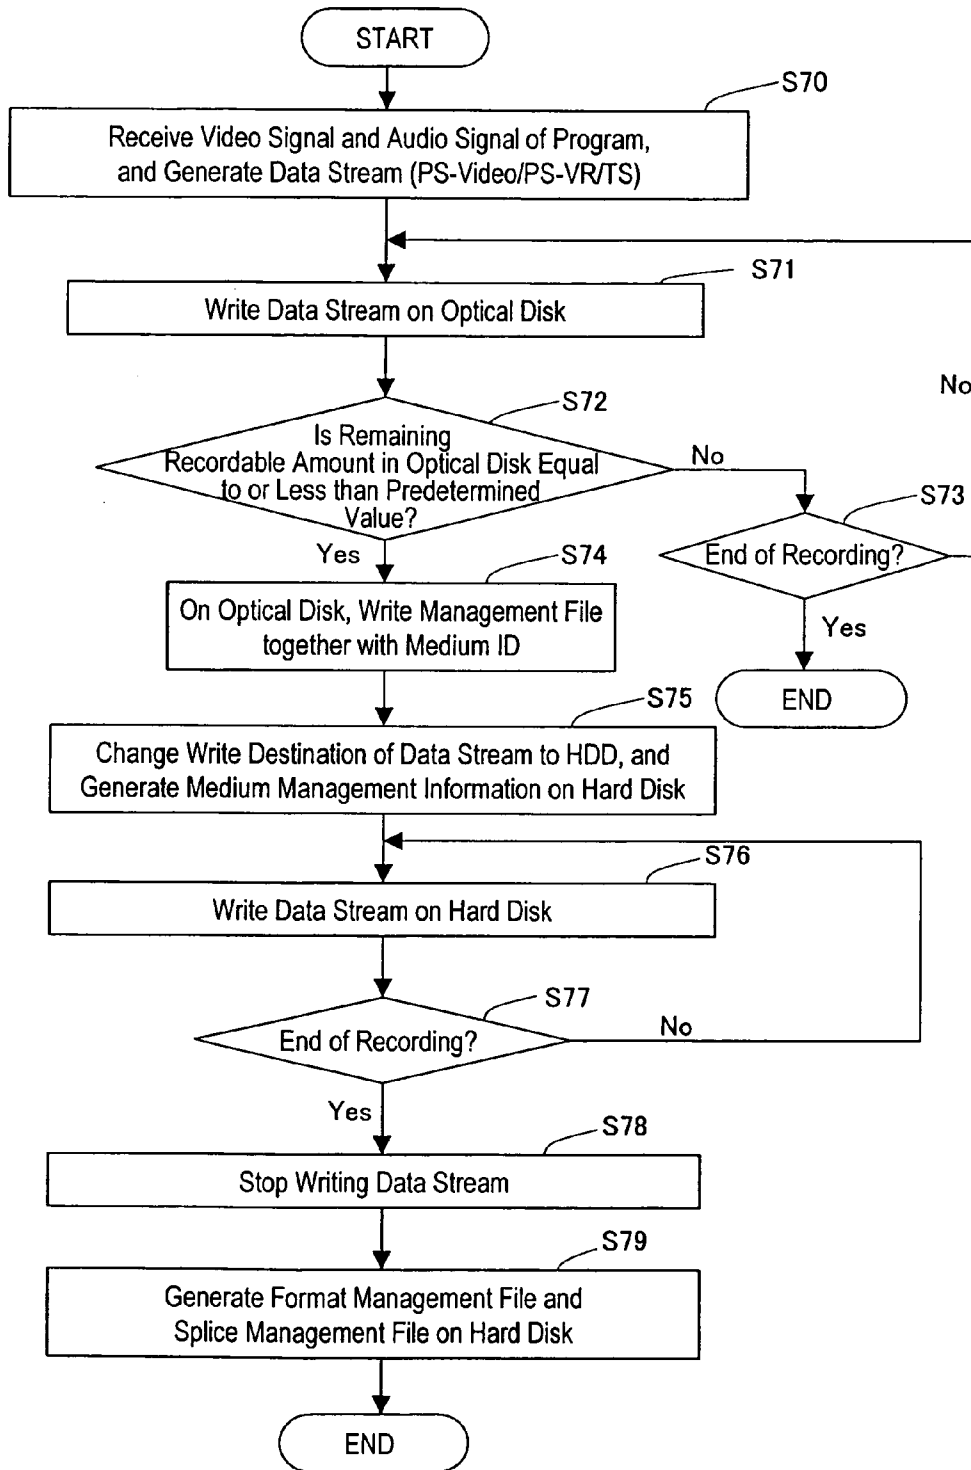 START
S70
Receive Video Signal and Audio Signal of Program,
and Generate Data Stream (PS-Video/PS-VR/TS)
S71
Write Data Stream on Optical Disk
No
S72
Is Remaining
Recordable Amount in Optical Disk Equal
to or Less than Predetermined
Value?
No
S73
End of Recording?
Yes
END
Yes
S74
On Optical Disk, Write Management File
together with Medium ID
S75
Change Write Destination of Data Stream to HDD, and
Generate Medium Management Information on Hard Disk
S76
Write Data Stream on Hard Disk
S77
End of Recording?
No
Yes
S78
Stop Writing Data Stream
S79
Generate Format Management File and
Splice Management File on Hard Disk
END